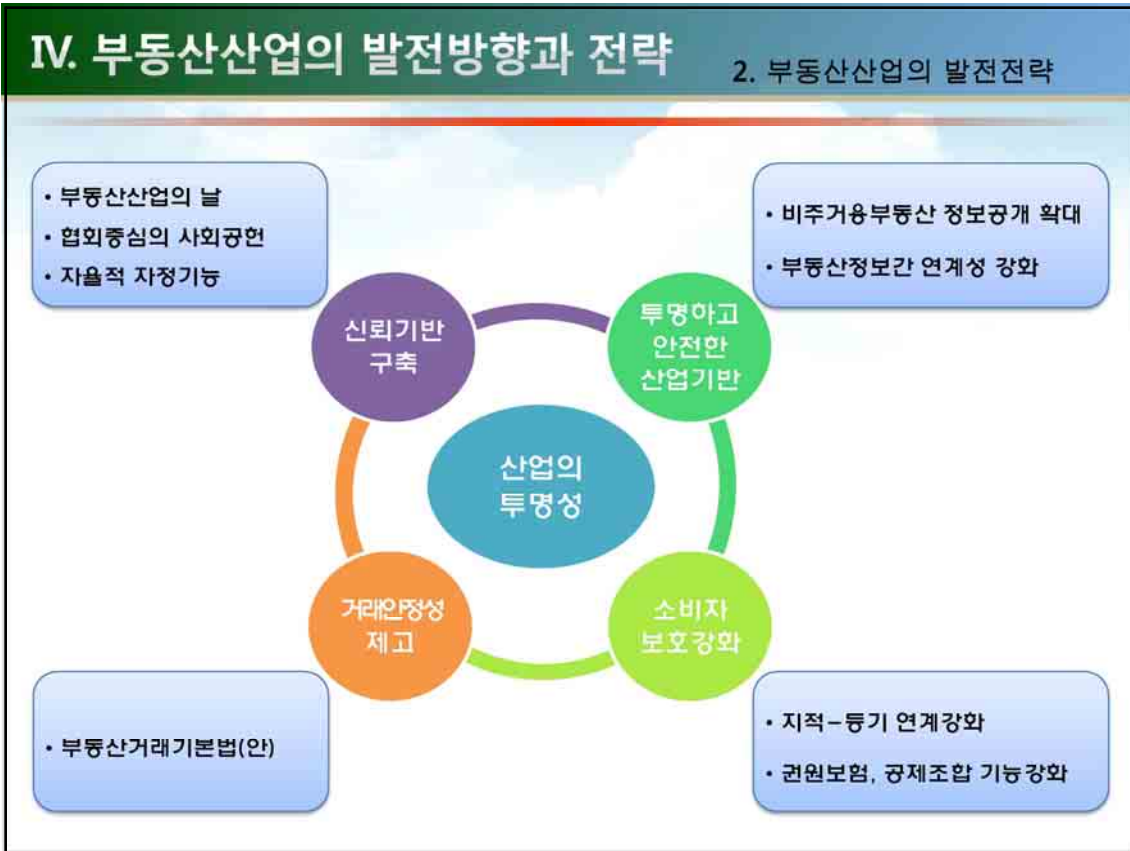 Ⅳ. 부동산산업의 발전방향과 전략
2. 부동산산업의 발전전략
• 부동산산업의 날
• 협회중심의 사회공헌
• 자율적 자정기능
• 비주거용부동산 정보공개 확대
• 부동산정보간 연계성 강화
신뢰기반
구축
투명하고
안전한
산업기반
산업의
투명성
거래안정성
제고
소비자
보호강화
• 부동산거래기본법(안)
• 지적-등기 연계강화
• 권원보험, 공제조합 기능강화